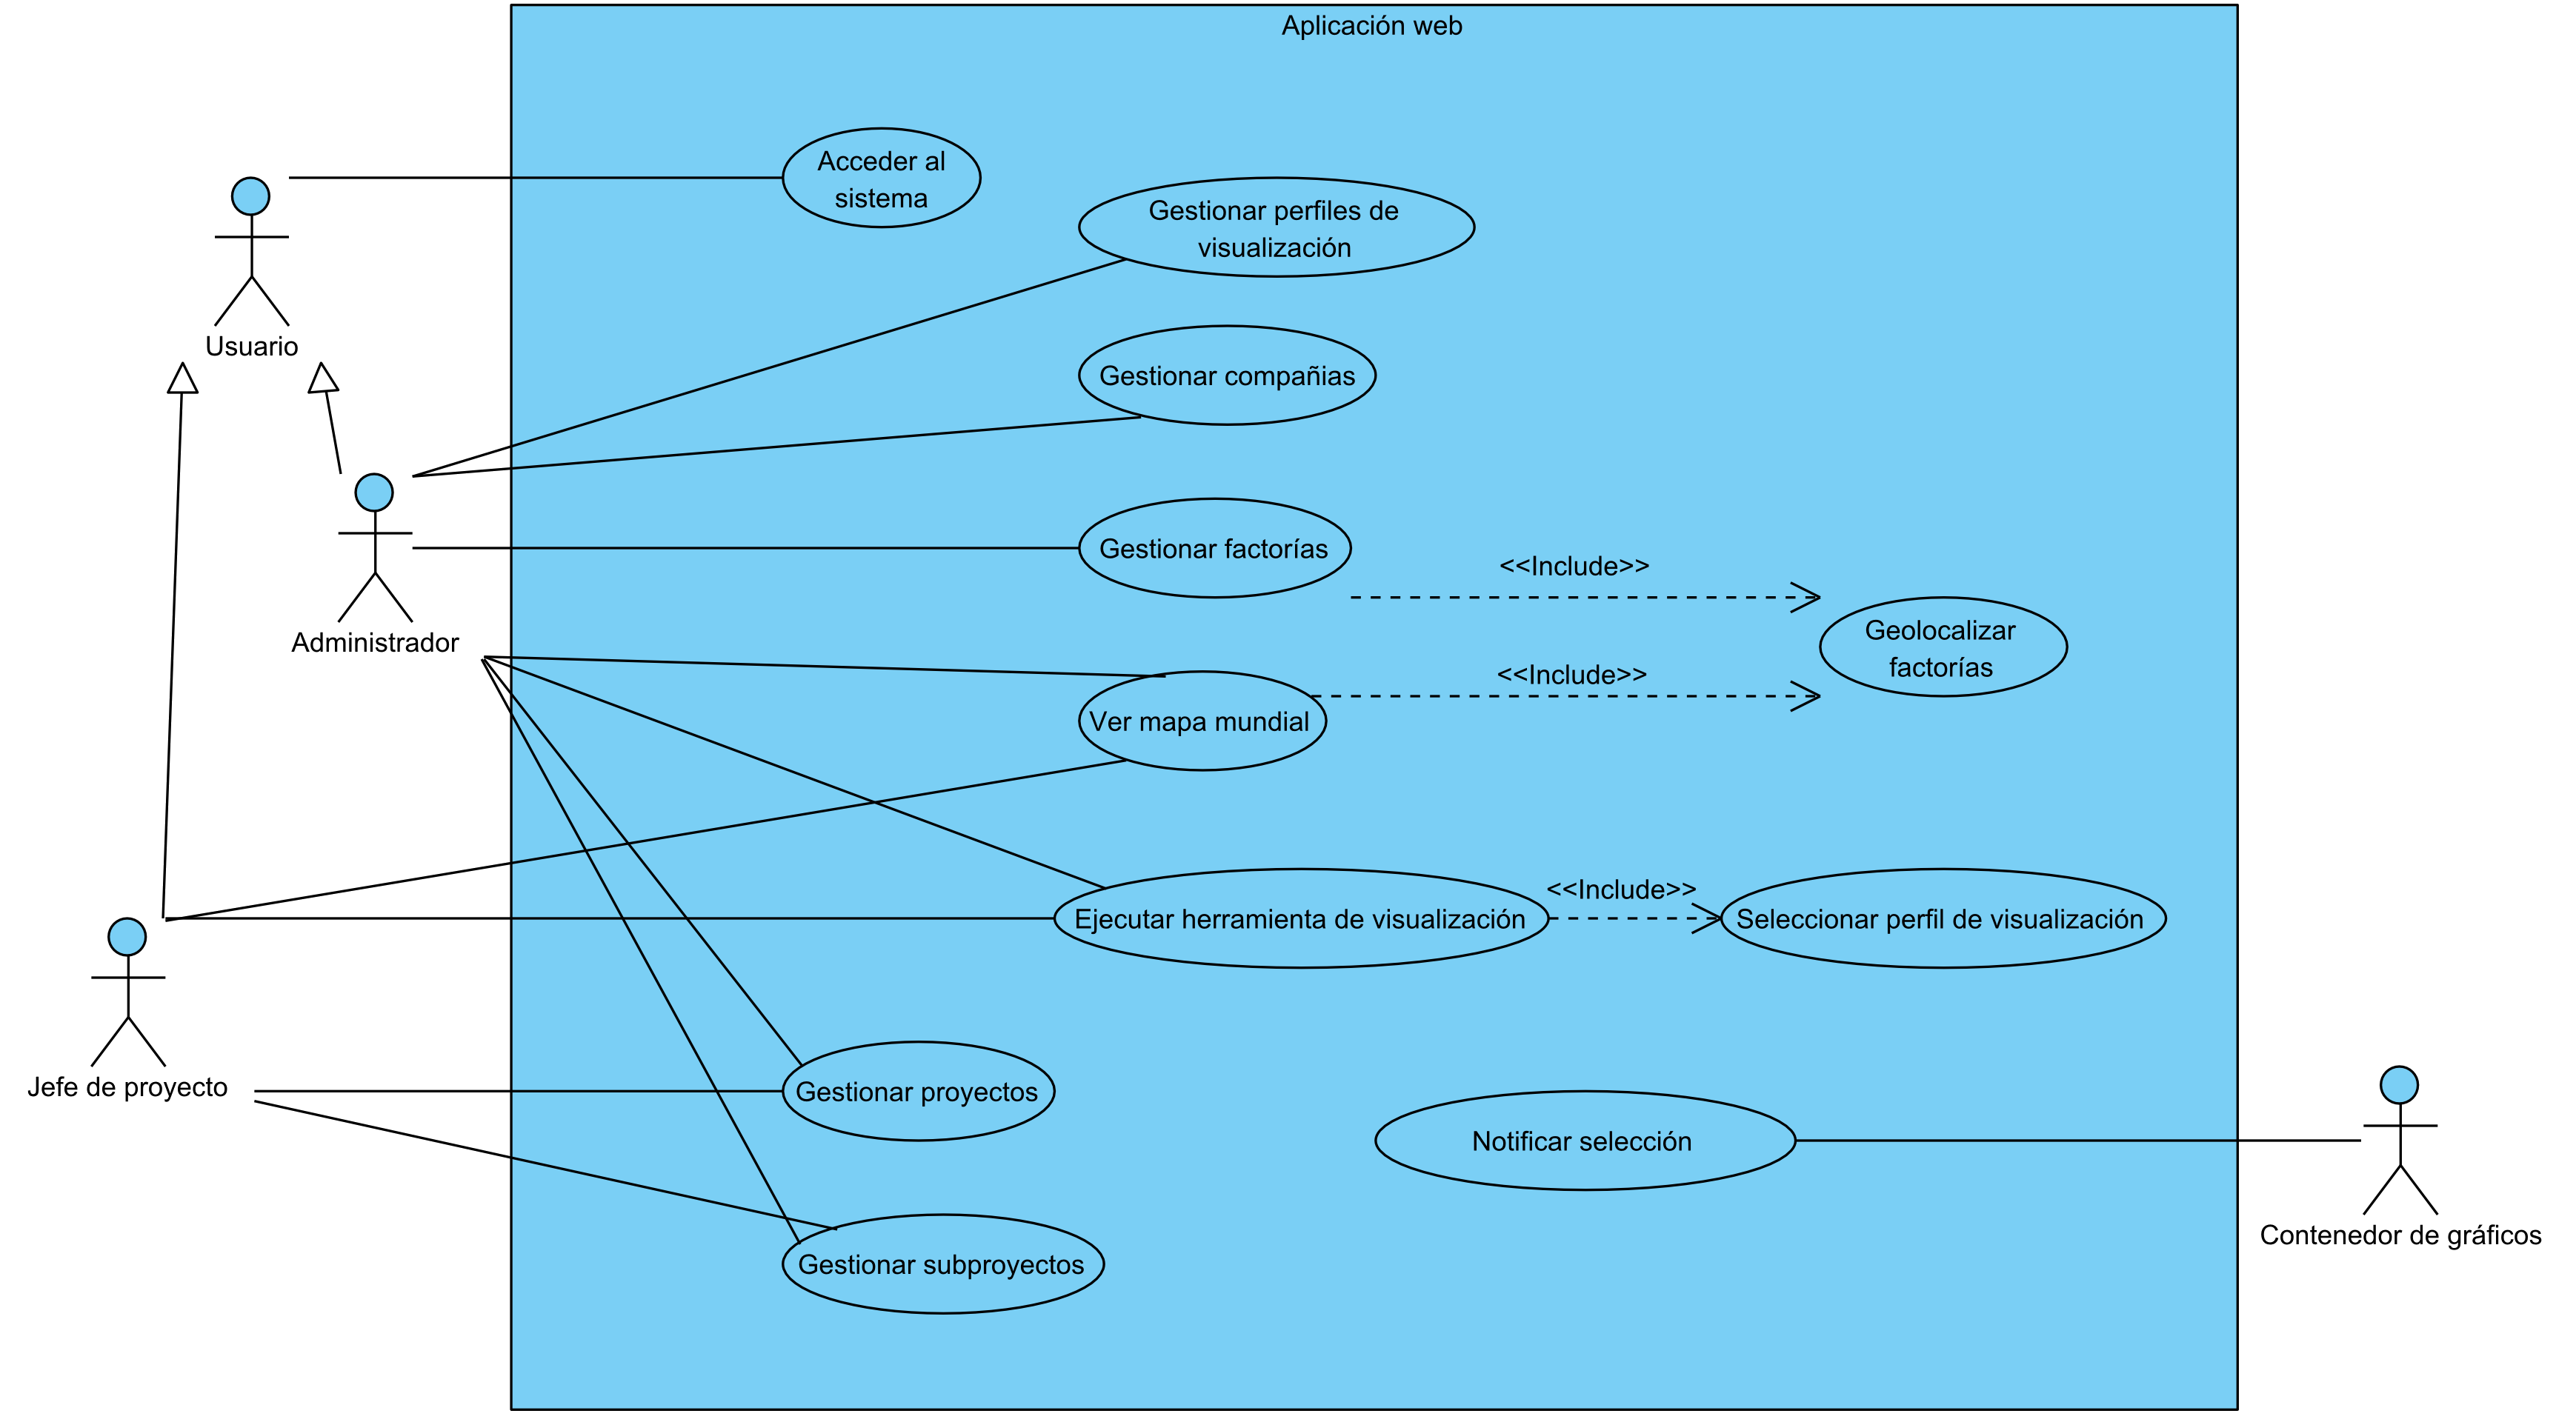 Aplicación web
Acceder al
sistema
Gestionar perfiles de
visualización
Usuario
Gestionar compañias
Gestionar factorías
<<Include>>
Geolocalizar
factorías
Administrador
<<Include>>
Ver mapa mundial
<<Include>>
Ejecutar herramienta de visualización
Seleccionar perfil de visualización
Jefe de proyecto
Gestionar proyectos
Notificar selección
Contenedor de gráficos
Gestionar subproyectos